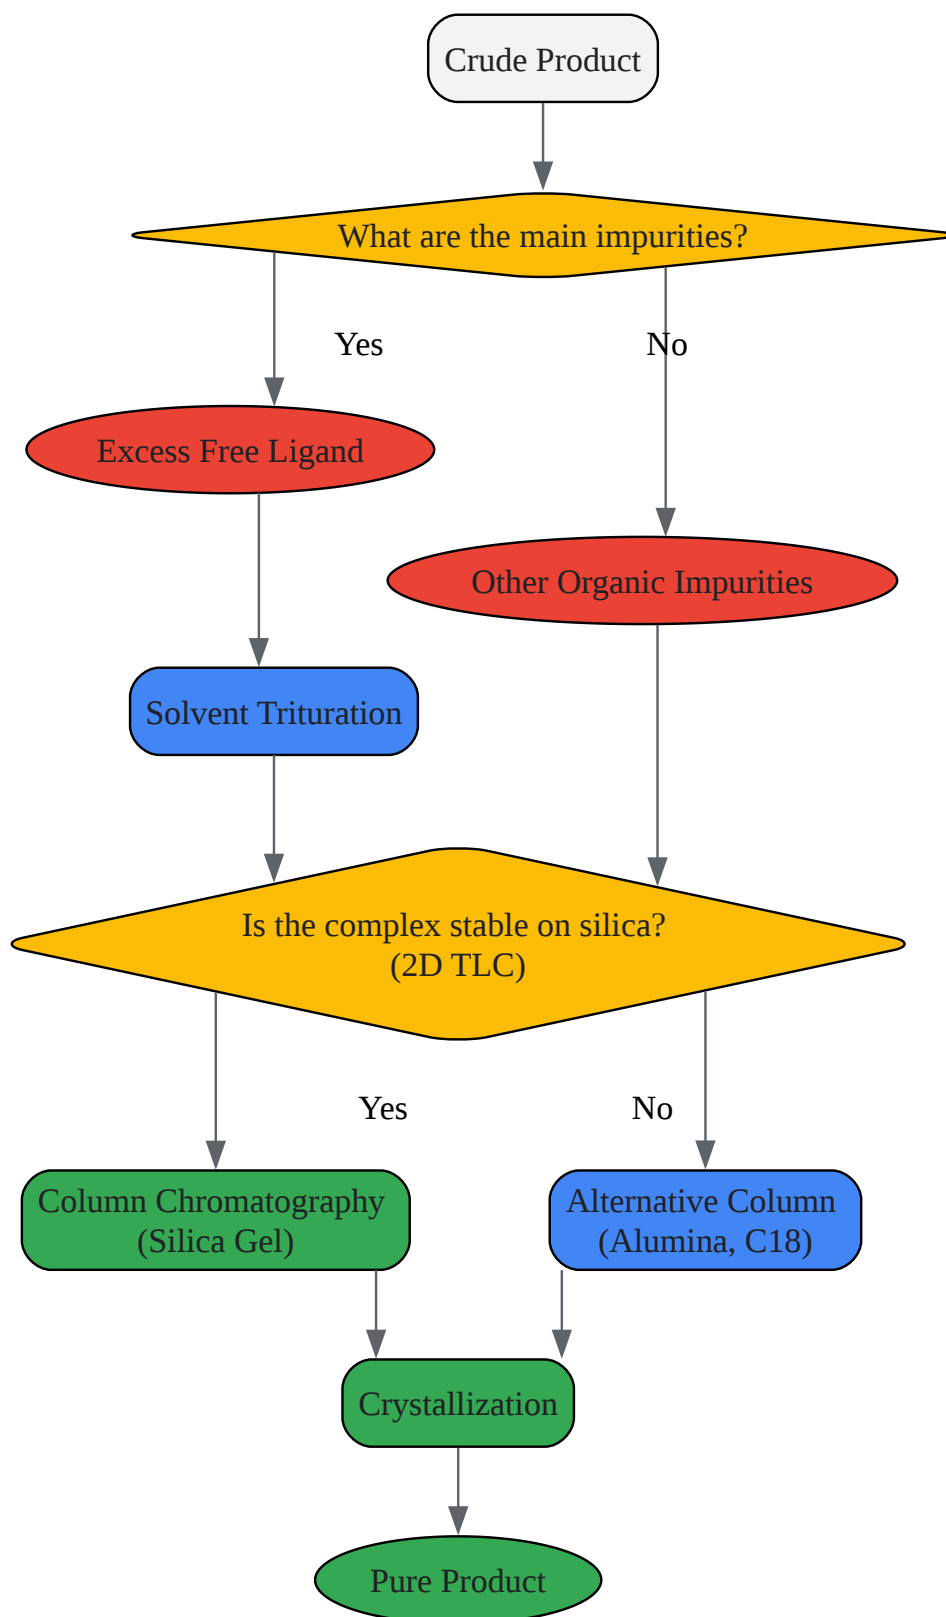 Crude Product
What are the main impurities?
Yes
No
Excess Free Ligand
Other Organic Impurities
Solvent Trituration
Is the complex stable on silica?
(2D TLC)
Yes
No
Column Chromatography
(Silica Gel)
Alternative Column
(Alumina, C18)
Crystallization
Pure Product